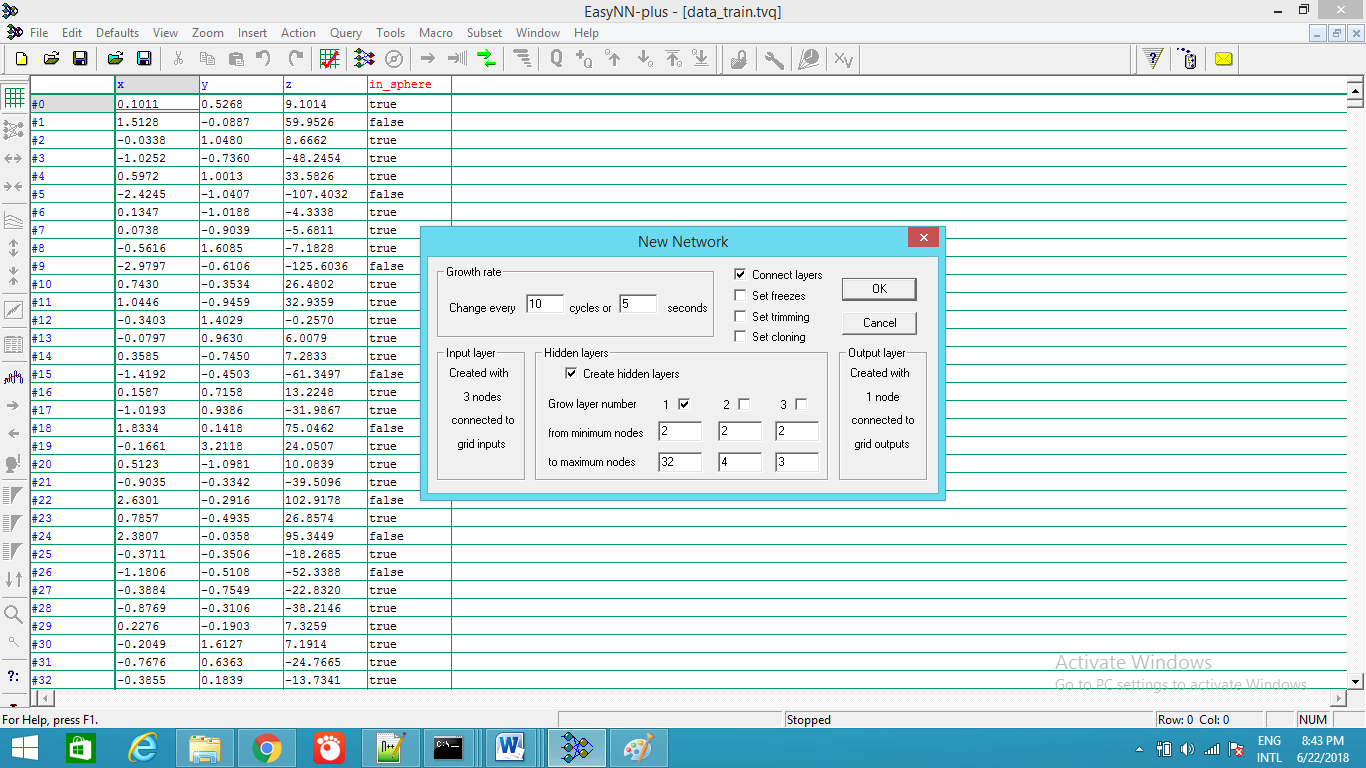 EasyNN-plus - [data_train.tvq]
File Edit Defaults View Zoom Insert Action Query Tools Macro Subset Window Help
x y z in_sphere
#0 0.1011 0.5268 9.1014 true
#1 1.5128 -0.0887 59.9526 false
#2 -0.0338 1.0480 8.6662 true
#3 -1.0252 -0.7360 -48.2454 true
#4 0.5972 1.0013 33.5826 true
#5 -2.4245 -1.0407 -107.4032 false
#6 0.1347 -1.0188 -4.3338 true
#7 0.0738 -0.9039 -5.6811 true
#8 -0.5616 1.6085 -7.1828 true
#9 -2.9797 -0.6106 -125.6036 false
#10 0.7430 -0.3534 26.4802 true
#11 1.0446 -0.9459 32.9359 true
#12 -0.3403 1.4029 -0.2570 true
#13 -0.0797 0.9630 6.0079 true
#14 0.3585 -0.7450 7.2833 true
#15 -1.4192 -0.4503 -61.3497 false
#16 0.1587 0.7158 13.2248 true
#17 -1.0193 0.9386 -31.9867 true
#18 1.8334 0.1418 75.0462 false
#19 -0.1661 3.2118 24.0507 true
#20 0.5123 -1.0981 10.0839 true
#21 -0.9035 -0.3342 -39.5096 true
#22 2.6301 -0.2916 102.9178 false
#23 0.7857 -0.4935 26.8574 true
#24 2.3807 -0.0358 95.3449 false
#25 -0.3711 -0.3506 -18.2685 true
#26 -1.1806 -0.5108 -52.3388 false
#27 -0.3884 -0.7549 -22.8320 true
#28 -0.8769 -0.3106 -38.2146 true
#29 0.2276 -0.1903 7.3259 true
#30 -0.2049 1.6127 7.1914 true
#31 -0.7676 0.6363 -24.7665 true
#32 -0.3855 0.1839 -13.7341 true
New Network
Growth rate
Change every 10 cycles or 5 seconds
Connect layers
Set freezes
Set trimming
Set cloning
OK
Cancel
Input layer
Created with
3 nodes
connected to
grid inputs
Hidden layers
Create hidden layers
Grow layer number 1 2 3
from minimum nodes 2 2 2
to maximum nodes 32 4 3
Output layer
Created with
1 node
connected to
grid outputs
Activate Windows
Go to PC settings to activate Windows.
?:
For Help, press F1. Stopped Row: 0 Col: 0 NUM
ENG 8:43 PM
INTL 6/22/2018